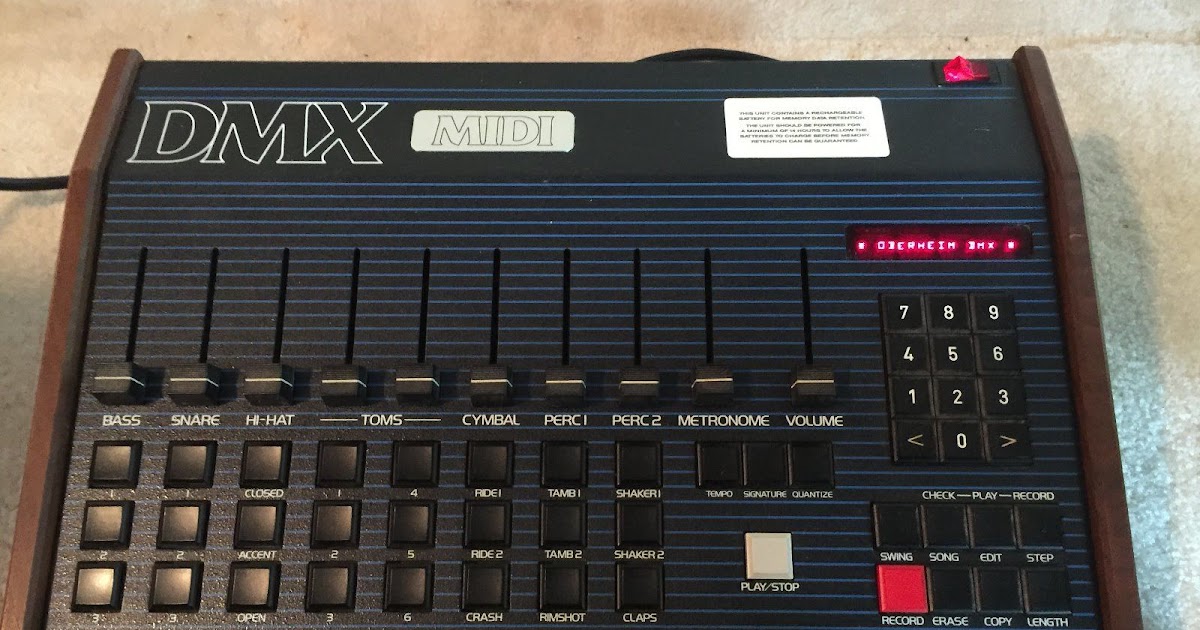 DMX MIDI
THIS UNIT CONTAINS A RECHARGEABLE
BATTERY FOR MEMORY DATA RETENTION
THE UNIT SHOULD BE POWERED FOR
A MINIMUM OF 14 HOURS TO ALLOW THE
BATTERIES TO CHARGE BEFORE MEMORY
RETENTION CAN BE GUARANTEED
* OBERHEIM DMX *
7 8 9
4 5 6
1 2 3
< 0 >
BASS SNARE HI-HAT TOMS CYMBAL PERC 1 PERC 2 METRONOME VOLUME
1 1 CLOSED 1 4 RIDE 1 TAMB 1 SHAKER 1 TEMPO SIGNATURE QUANTIZE
CHECK—PLAY—RECORD
2 2 ACCENT 2 5 RIDE 2 TAMB 2 SHAKER 2 SWING SONG EDIT STEP
PLAY/STOP
3 3 OPEN 3 6 CRASH RIMSHOT CLAPS RECORD ERASE COPY LENGTH